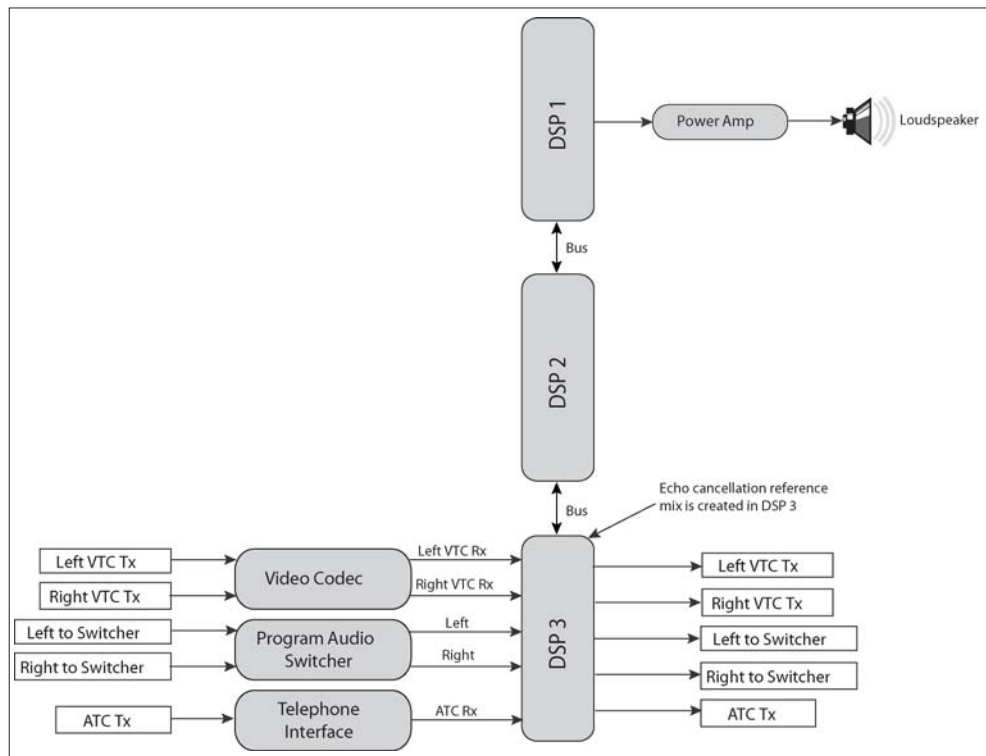 DSP 1
Power Amp
Loudspeaker
Bus
DSP 2
Echo cancellation reference
mix is created in DSP 3
Bus
Left VTC Tx
Right VTC Tx
Left to Switcher
Right to Switcher
ATC Tx
Video Codec
Program Audio
Switcher
Telephone
Interface
Left VTC Rx
Right VTC Rx
Left
Right
ATC Rx
DSP 3
Left VTC Tx
Right VTC Tx
Left to Switcher
Right to Switcher
ATC Tx